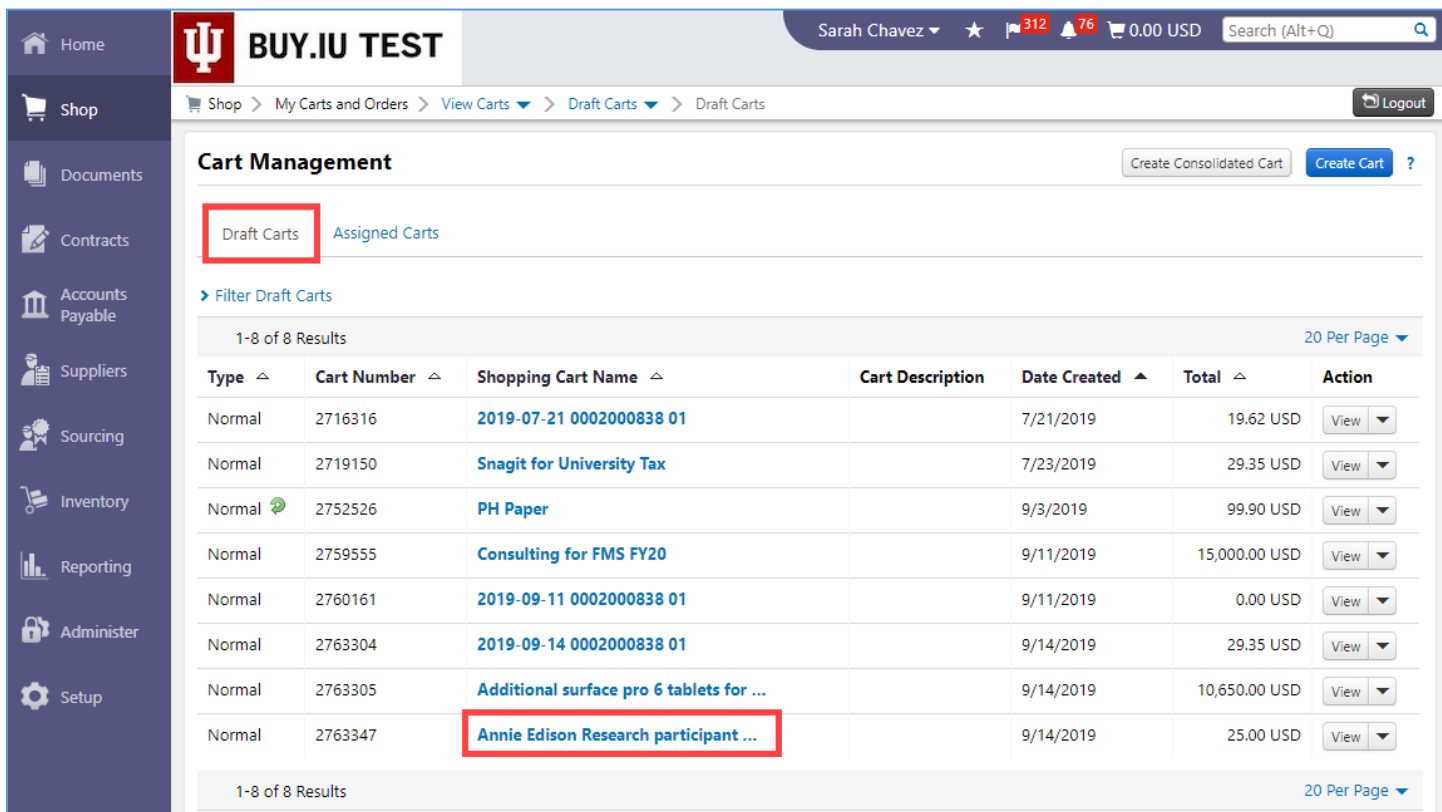 Home
BUY.IU TEST
Sarah Chavez 312 76 0.00 USD Search (Alt+Q)
Shop
Shop > My Carts and Orders > View Carts > Draft Carts > Draft Carts
Logout
Cart Management
Create Consolidated Cart Create Cart ?
Documents
Contracts
Accounts
Payable
Suppliers
Sourcing
Inventory
Reporting
Administer
Setup
Draft Carts Assigned Carts
Filter Draft Carts
1-8 of 8 Results 20 Per Page
Type Cart Number Shopping Cart Name Cart Description Date Created Total Action
Normal 2716316 2019-07-21 0002000838 01 7/21/2019 19.62 USD View
Normal 2719150 Snagit for University Tax 7/23/2019 29.35 USD View
Normal 2752526 PH Paper 9/3/2019 99.90 USD View
Normal 2759555 Consulting for FMS FY20 9/11/2019 15,000.00 USD View
Normal 2760161 2019-09-11 0002000838 01 9/11/2019 0.00 USD View
Normal 2763304 2019-09-14 0002000838 01 9/14/2019 29.35 USD View
Normal 2763305 Additional surface pro 6 tablets for ... 9/14/2019 10,650.00 USD View
Normal 2763347 Annie Edison Research participant ... 9/14/2019 25.00 USD View
1-8 of 8 Results 20 Per Page